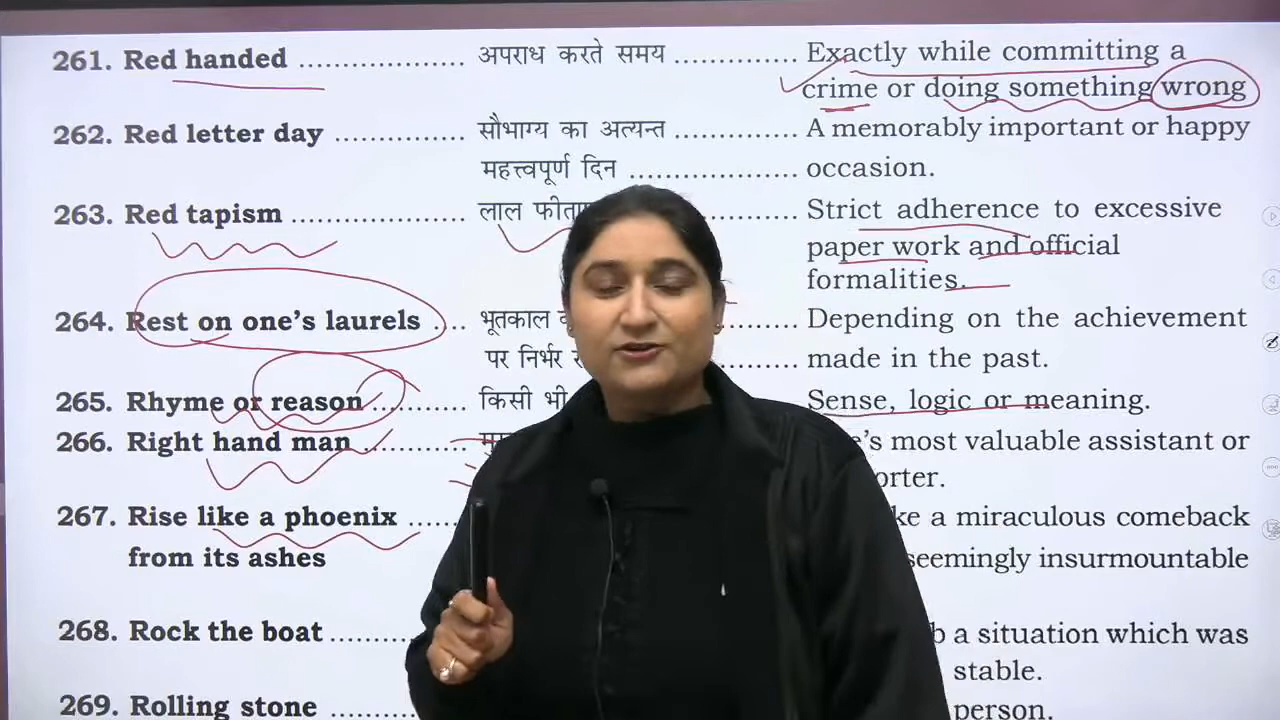 261. Red handed .................... अपराध करते समय .............. Exactly while committing a
crime or doing something wrong
262. Red letter day ................ सौभाग्य का अत्यन्त .............. A memorably important or happy
महत्त्वपूर्ण दिन ................... occasion.
263. Red tapism .................... लाल ........... Strict adherence to excessive
paper work and official
formalities.
264. Rest on one's laurels .... भूतकाल ........... Depending on the achievement
पर निर्भर ........... made in the past.
265. Rhyme or reason ........... किसी भी Sense, logic or meaning.
266. Right hand man ............ most valuable assistant or
267. Rise like a phoenix ...... a miraculous comeback
from its ashes seemingly insurmountable
268. Rock the boat ......... a situation which was
stable.
269. Rolling stone ......... person.